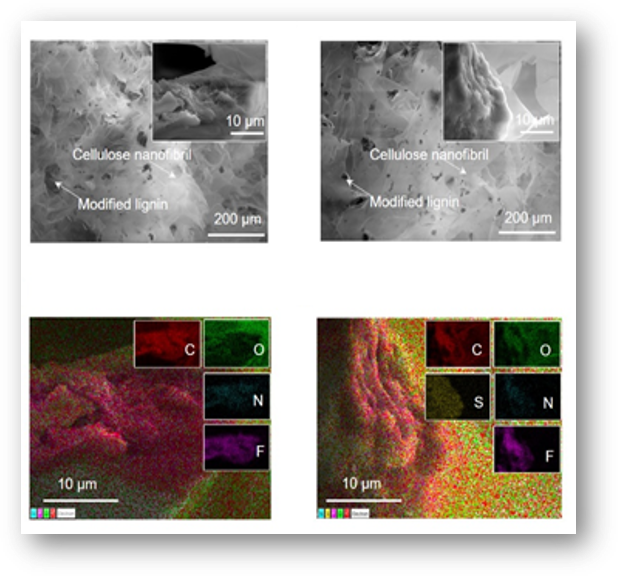 10 µm
Cellulose nanofibril
Modified lignin
200 µm
10 µm
Cellulose nanofibril
Modified lignin
200 µm
C
O
N
F
10 µm
C
O
S
N
F
10 µm